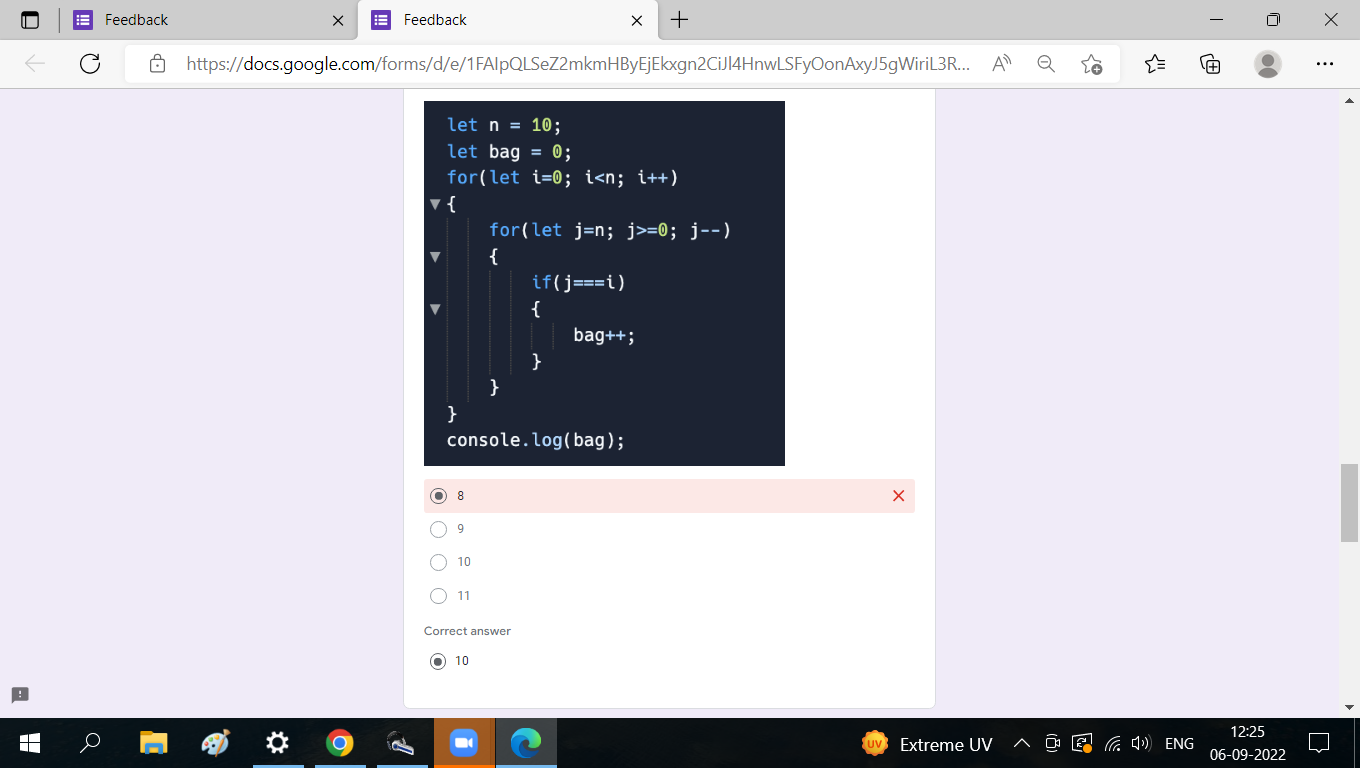 Feedback
Feedback
https://docs.google.com/forms/d/e/1FAIpQLSeZ2mkmHByEjEkxgn2CiJl4HnwLSFyOonAxyJ5gWiriL3R...
let n = 10;
let bag = 0;
for(let i=0; i<n; i++)
{
for(let j=n; j>=0; j--)
{
if(j===i)
{
bag++;
}
}
}
console.log(bag);
8
9
10
11
Correct answer
10
UV
Extreme UV
ENG
12:25
06-09-2022